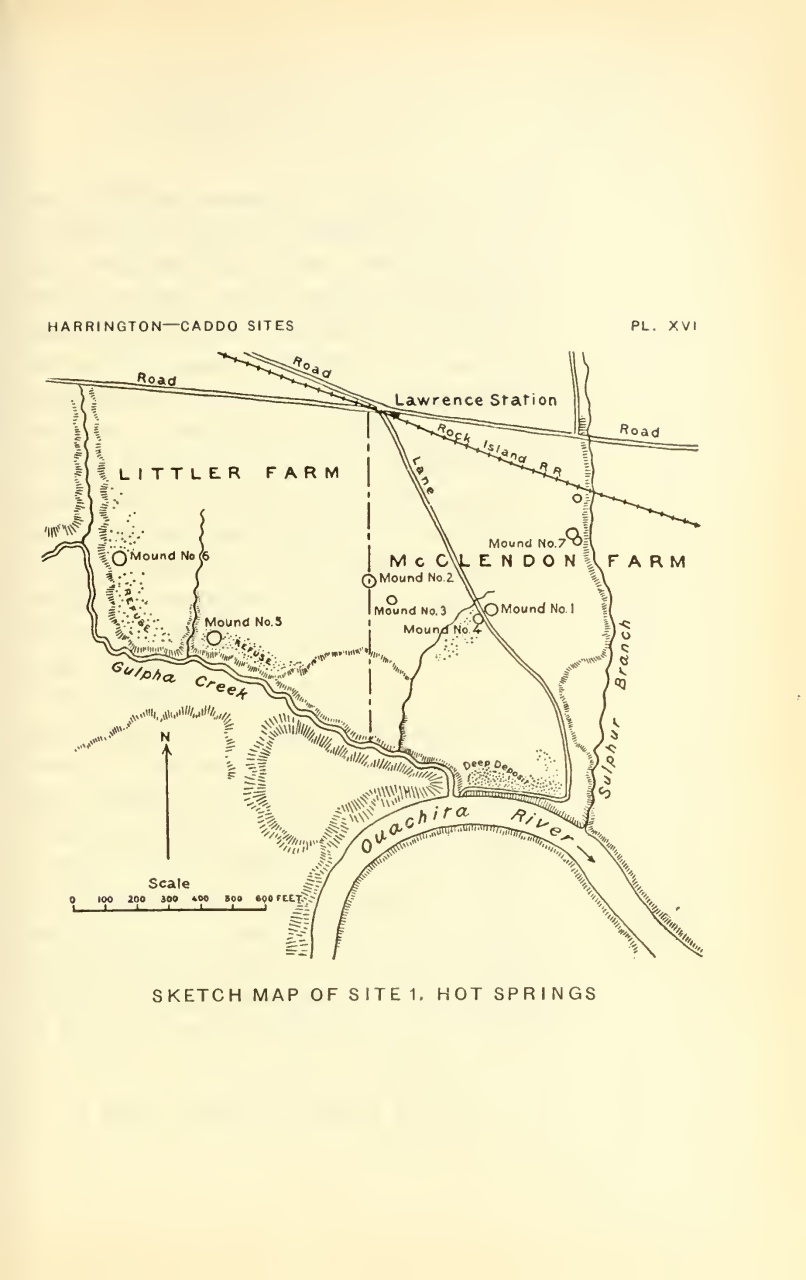 HARRINGTON—CADDO SITES
PL. XVI
Road
Road
Lawrence Station
Road
Rock Island RR
LITTLER FARM
Lane
Mound No.7
McCLENDON FARM
Mound No 6
Mound No.2
Mound No.3
Mound No.1
Mound No.4
Mound No.5
REFUSE
REFUSE
Gulpha Creek
Sulphur Branch
N
Deep Deposit
Ouachita River
Scale
0 100 200 300 400 500 600 FEET
SKETCH MAP OF SITE 1, HOT SPRINGS